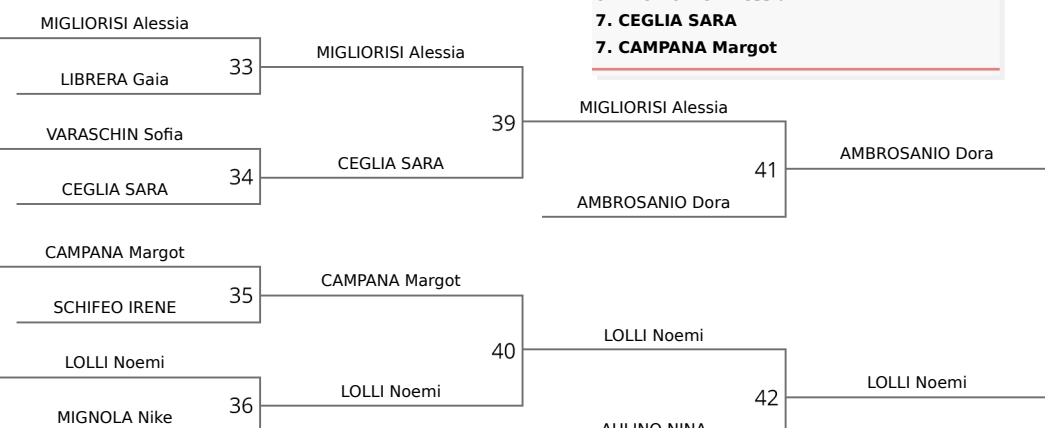 7. CEGLIA SARA
7. CAMPANA Margot
MIGLIORISI Alessia
LIBRERA Gaia
33
VARASCHIN Sofia
CEGLIA SARA
34
CAMPANA Margot
SCHIFEO IRENE
35
LOLLI Noemi
MIGNOLA Nike
36
MIGLIORISI Alessia
CEGLIA SARA
39
CAMPANA Margot
LOLLI Noemi
40
MIGLIORISI Alessia
AMBROSANIO Dora
41
LOLLI Noemi
42
AMBROSANIO Dora
LOLLI Noemi